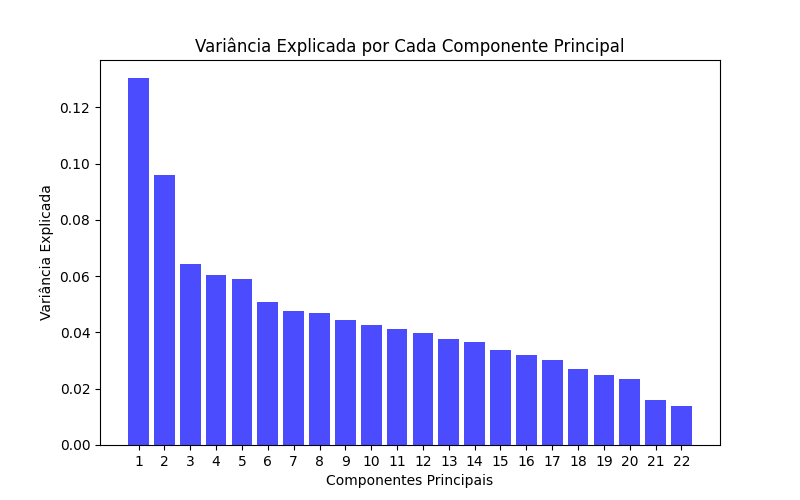 Variância Explicada por Cada Componente Principal
Variância Explicada
0.12
0.10
0.08
0.06
0.04
0.02
0.00
1 2 3 4 5 6 7 8 9 10 11 12 13 14 15 16 17 18 19 20 21 22
Componentes Principais